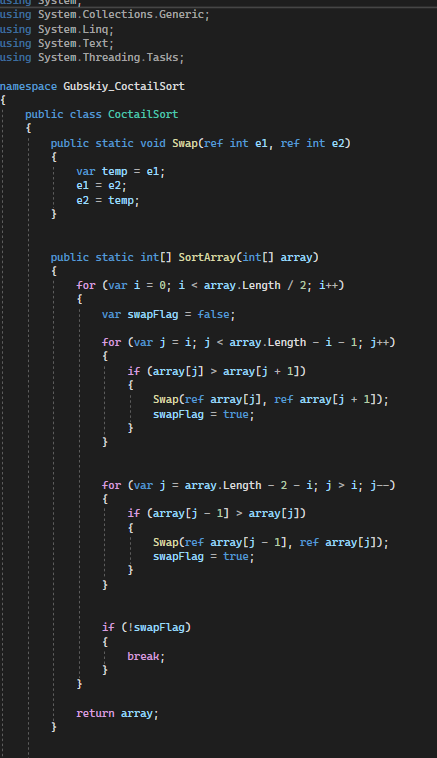 using System;
using System.Collections.Generic;
using System.Linq;
using System.Text;
using System.Threading.Tasks;
namespace Gubskiy_CoctailSort
{
public class CoctailSort
{
public static void Swap(ref int e1, ref int e2)
{
var temp = e1;
e1 = e2;
e2 = temp;
}
public static int[] SortArray(int[] array)
{
for (var i = 0; i < array.Length / 2; i++)
{
var swapFlag = false;
for (var j = i; j < array.Length - i - 1; j++)
{
if (array[j] > array[j + 1])
{
Swap(ref array[j], ref array[j + 1]);
swapFlag = true;
}
}
for (var j = array.Length - 2 - i; j > i; j--)
{
if (array[j - 1] > array[j])
{
Swap(ref array[j - 1], ref array[j]);
swapFlag = true;
}
}
if (!swapFlag)
{
break;
}
}
return array;
}